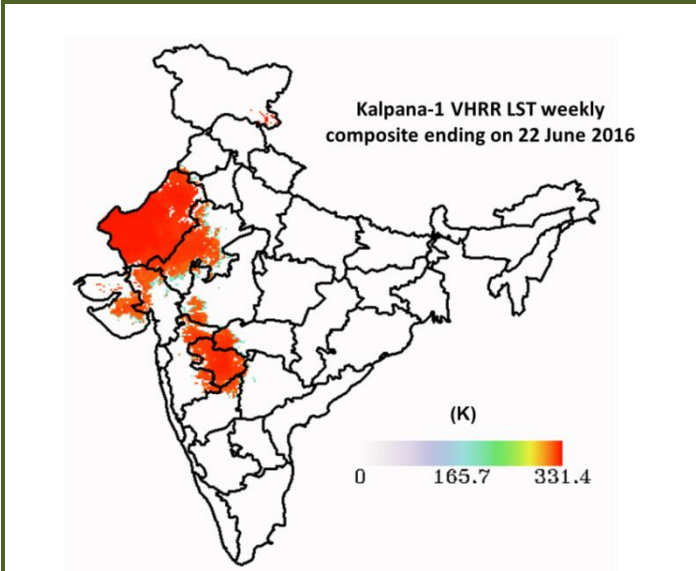 Kalpana-1 VHRR LST weekly
composite ending on 22 June 2016
(K)
0 165.7 331.4